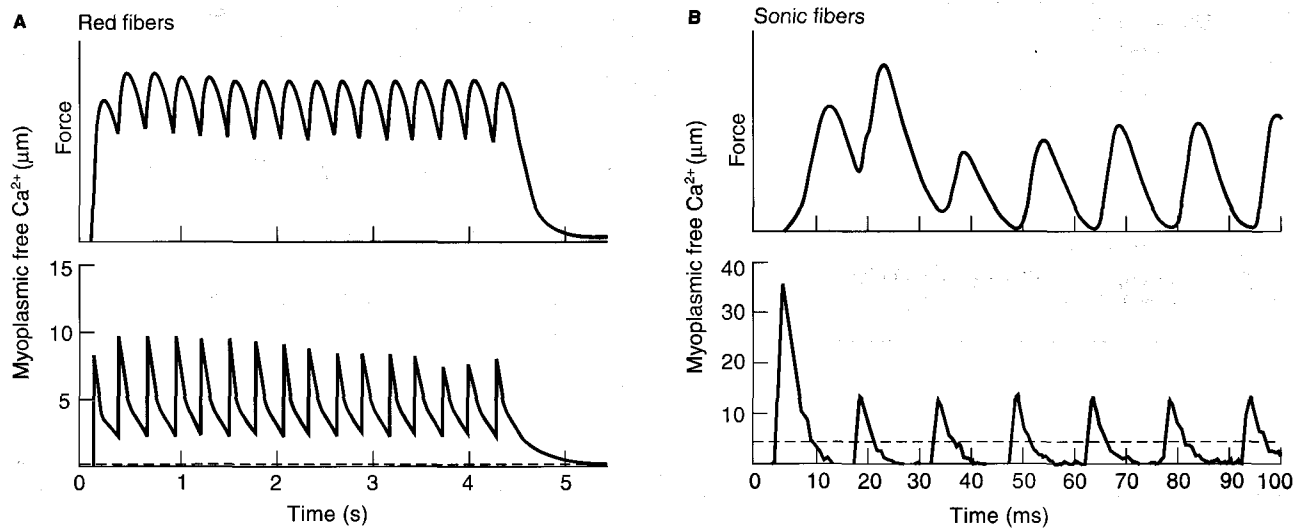 A Red fibers
Force
Myoplasmic free Ca²⁺ (μm)
15
10
5
0 1 2 3 4 5
Time (s)
B Sonic fibers
Force
Myoplasmic free Ca²⁺ (μm)
40
30
20
10
0 10 20 30 40 50 60 70 80 90 100
Time (ms)